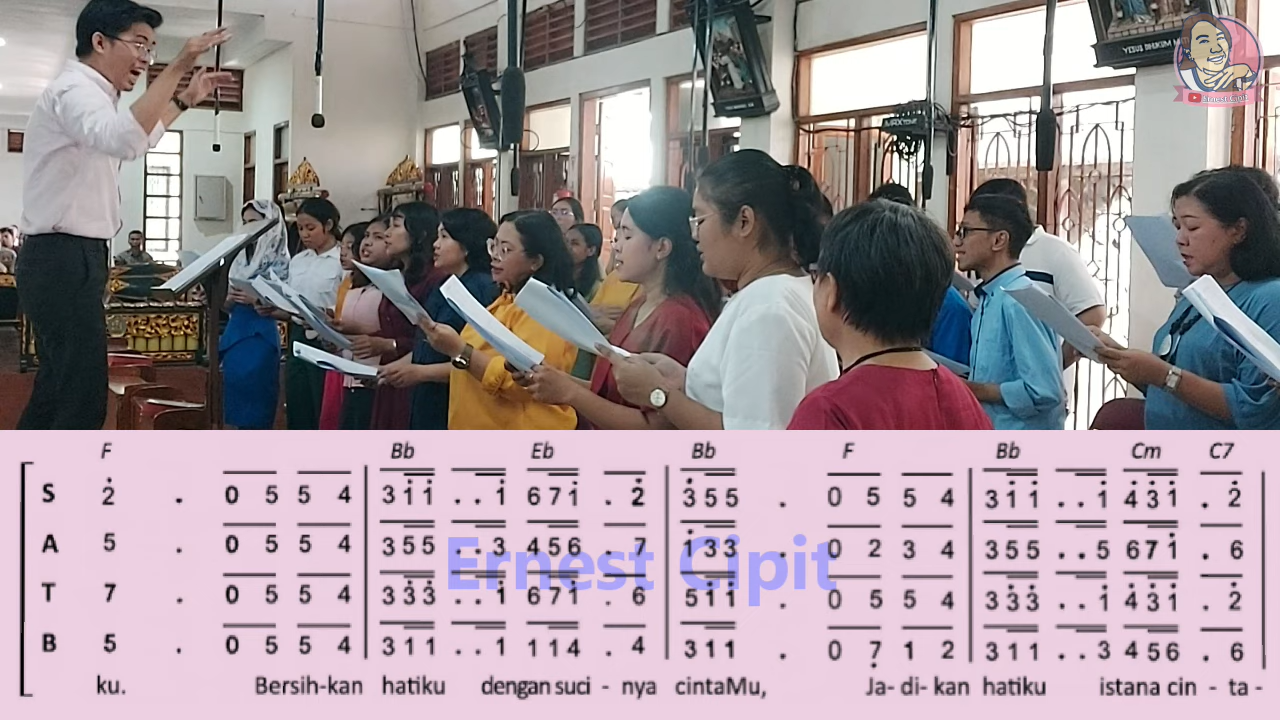 YESUS DIHUKUM M
Ernest Cipit
F Bb Eb Bb F Bb Cm C7
S 2̇ . 0 5 5 4 | 3 1̇ 1̇ . . 1̇ 6 7 1̇ . 2̇ | 3̇ 5 5 . 0 5 5 4 | 3 1̇ 1̇ . . 1̇ 4̇ 3̇ 1̇ . 2̇ |
A 5 . 0 5 5 4 | 3 5 5 . . 3 4 5 6 . 7 | 1̇ 3 3 . 0 2 3 4 | 3 5 5 . . 5 6 7 1̇ . 6 |
Ernest Cipit
T 7 . 0 5 5 4 | 3 3̇ 3̇ . . 1̇ 6 7 1̇ . 6 | 5 1̇ 1̇ . 0 5 5 4 | 3 3̇ 3̇ . . 1̇ 4̇ 3̇ 1̇ . 2̇ |
B 5 . 0 5 5 4 | 3 1 1 . . 1 1 1 4 . 4 | 3 1 1 . 0 7̣ 1 2 | 3 1 1 . . 3 4 5 6 . 6 |
ku. Bersih-kan hatiku dengan suci - nya cintaMu, Ja- di- kan hatiku istana cin - ta -